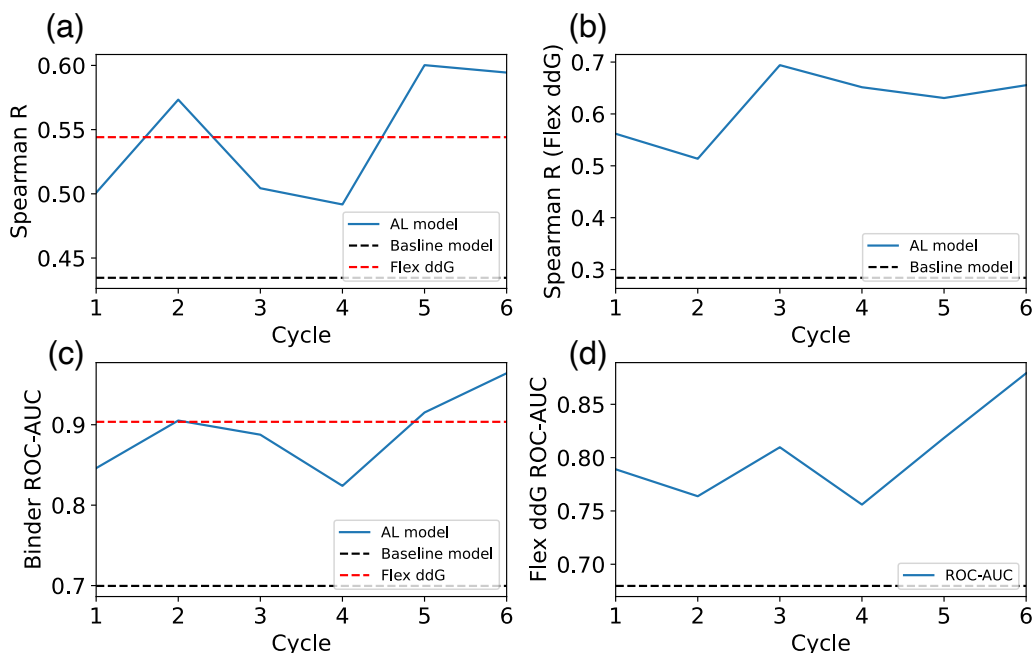 (a)
Spearman R
0.60
0.55
0.50
0.45
AL model
Basline model
Flex ddG
1 2 3 4 5 6
Cycle
(b)
Spearman R (Flex ddG)
0.7
0.6
0.5
0.4
0.3
AL model
Basline model
1 2 3 4 5 6
Cycle
(c)
Binder ROC-AUC
0.9
0.8
0.7
AL model
Baseline model
Flex ddG
1 2 3 4 5 6
Cycle
(d)
Flex ddG ROC-AUC
0.85
0.80
0.75
0.70
ROC-AUC
1 2 3 4 5 6
Cycle